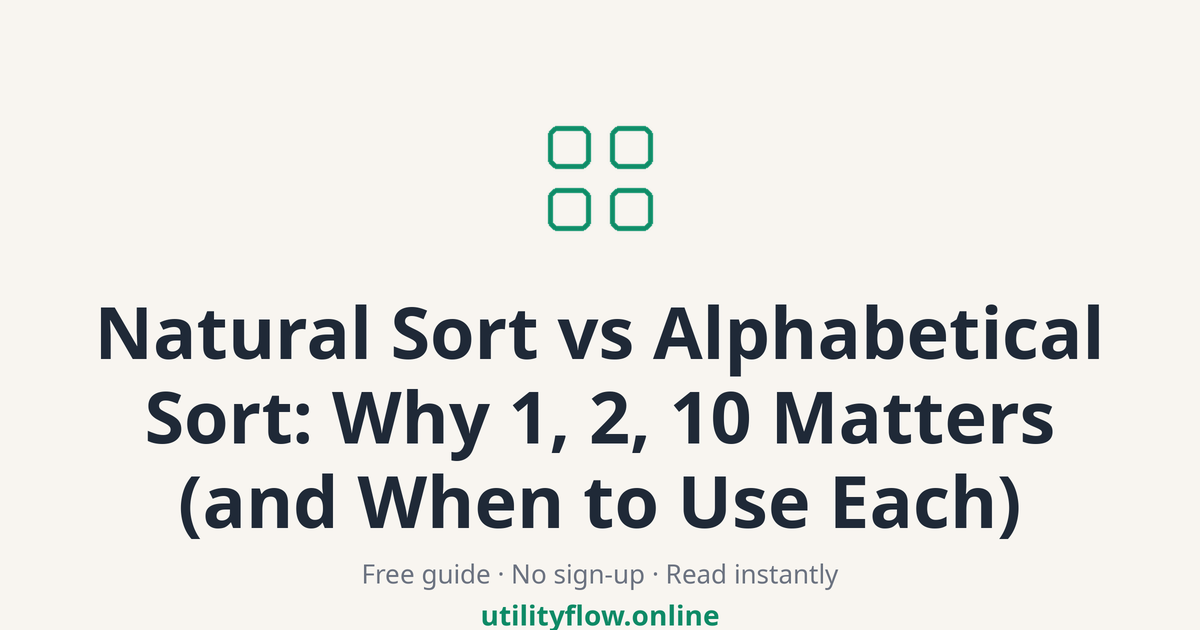 Natural Sort vs Alphabetical
Sort: Why 1, 2, 10 Matters
(and When to Use Each)
Free guide · No sign-up · Read instantly
utilityflow.online